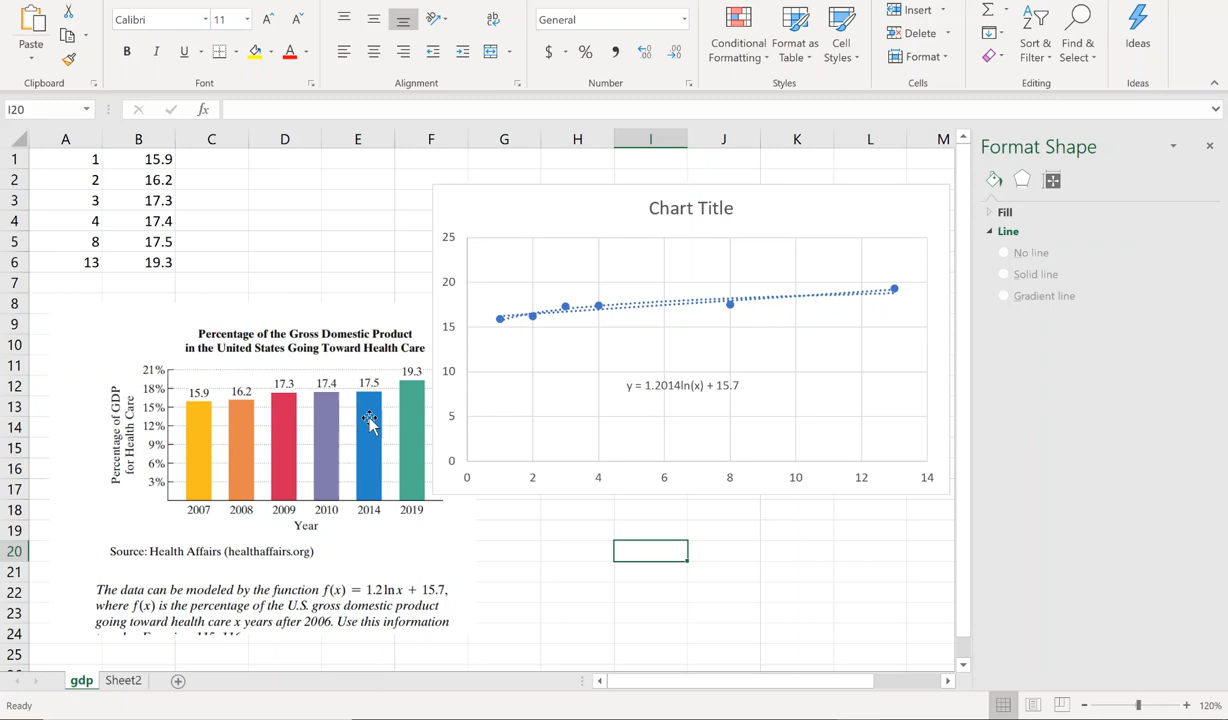 Paste
Clipboard
Calibri
11
B I U
Font
ab
Alignment
General
$ % 9
Number
Conditional Formatting
Format as Table
Cell Styles
Styles
Insert
Delete
Format
Cells
Σ
Sort & Filter
Find & Select
Editing
Ideas
Ideas
I20
fx
A B C D E F G H I J K L M
1 1 15.9
2 2 16.2
3 3 17.3
4 4 17.4
5 8 17.5
6 13 19.3
7
8
9
10
11
12
13
14
15
16
17
18
19
20
21
22
23
24
25
Percentage of the Gross Domestic Product
in the United States Going Toward Health Care
Percentage of GDP
for Health Care
21%
18%
15%
12%
9%
6%
3%
15.9 16.2 17.3 17.4 17.5 19.3
2007 2008 2009 2010 2014 2019
Year
Source: Health Affairs (healthaffairs.org)
The data can be modeled by the function f(x) = 1.2 ln x + 15.7,
where f(x) is the percentage of the U.S. gross domestic product
going toward health care x years after 2006. Use this information
Chart Title
25
20
15
10
5
0
y = 1.2014ln(x) + 15.7
0 2 4 6 8 10 12 14
Format Shape
Fill
Line
No line
Solid line
Gradient line
gdp
Sheet2
Ready
120%